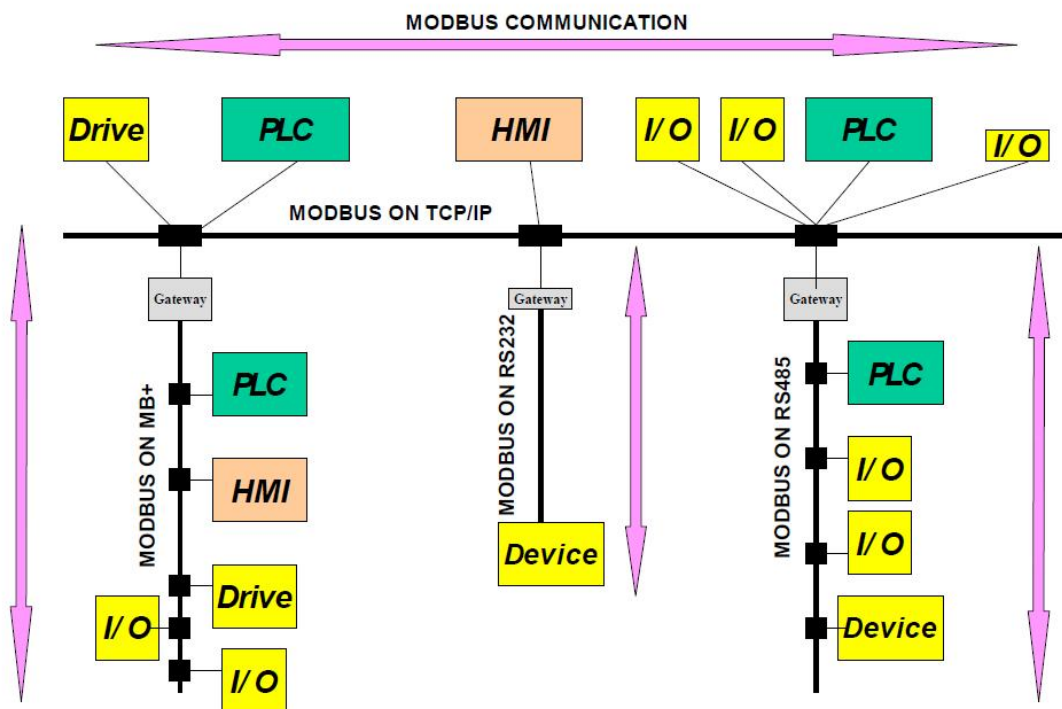 MODBUS COMMUNICATION
Drive
PLC
HMI
I/O
I/O
PLC
I/O
MODBUS ON TCP/IP
Gateway
Gateway
Gateway
MODBUS ON MB+
PLC
HMI
Drive
I/O
I/O
MODBUS ON RS232
Device
MODBUS ON RS485
PLC
I/O
I/O
Device